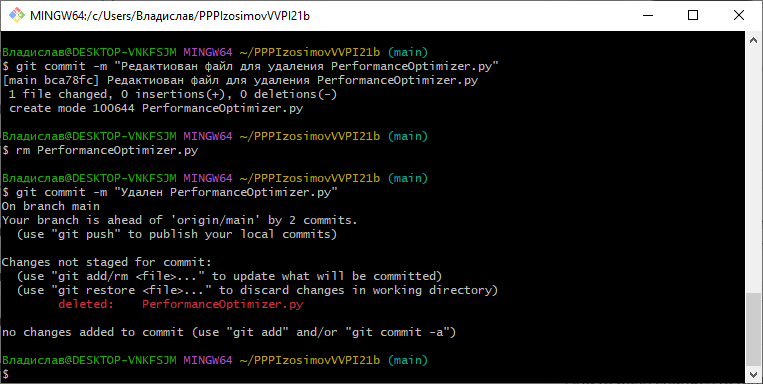 MINGW64:/c/Users/Владислав/PPPIzosimovVVPI21b
Владислав@DESKTOP-VNKFSJM MINGW64 ~/PPPIzosimovVVPI21b (main)
$ git commit -m "Редактиован файл для удаления PerformanceOptimizer.py"
[main bca78fc] Редактиован файл для удаления PerformanceOptimizer.py
 1 file changed, 0 insertions(+), 0 deletions(-)
 create mode 100644 PerformanceOptimizer.py
Владислав@DESKTOP-VNKFSJM MINGW64 ~/PPPIzosimovVVPI21b (main)
$ rm PerformanceOptimizer.py
Владислав@DESKTOP-VNKFSJM MINGW64 ~/PPPIzosimovVVPI21b (main)
$ git commit -m "Удален PerformanceOptimizer.py"
On branch main
Your branch is ahead of 'origin/main' by 2 commits.
  (use "git push" to publish your local commits)
Changes not staged for commit:
  (use "git add/rm <file>..." to update what will be committed)
  (use "git restore <file>..." to discard changes in working directory)
        deleted:    PerformanceOptimizer.py
no changes added to commit (use "git add" and/or "git commit -a")
Владислав@DESKTOP-VNKFSJM MINGW64 ~/PPPIzosimovVVPI21b (main)
$